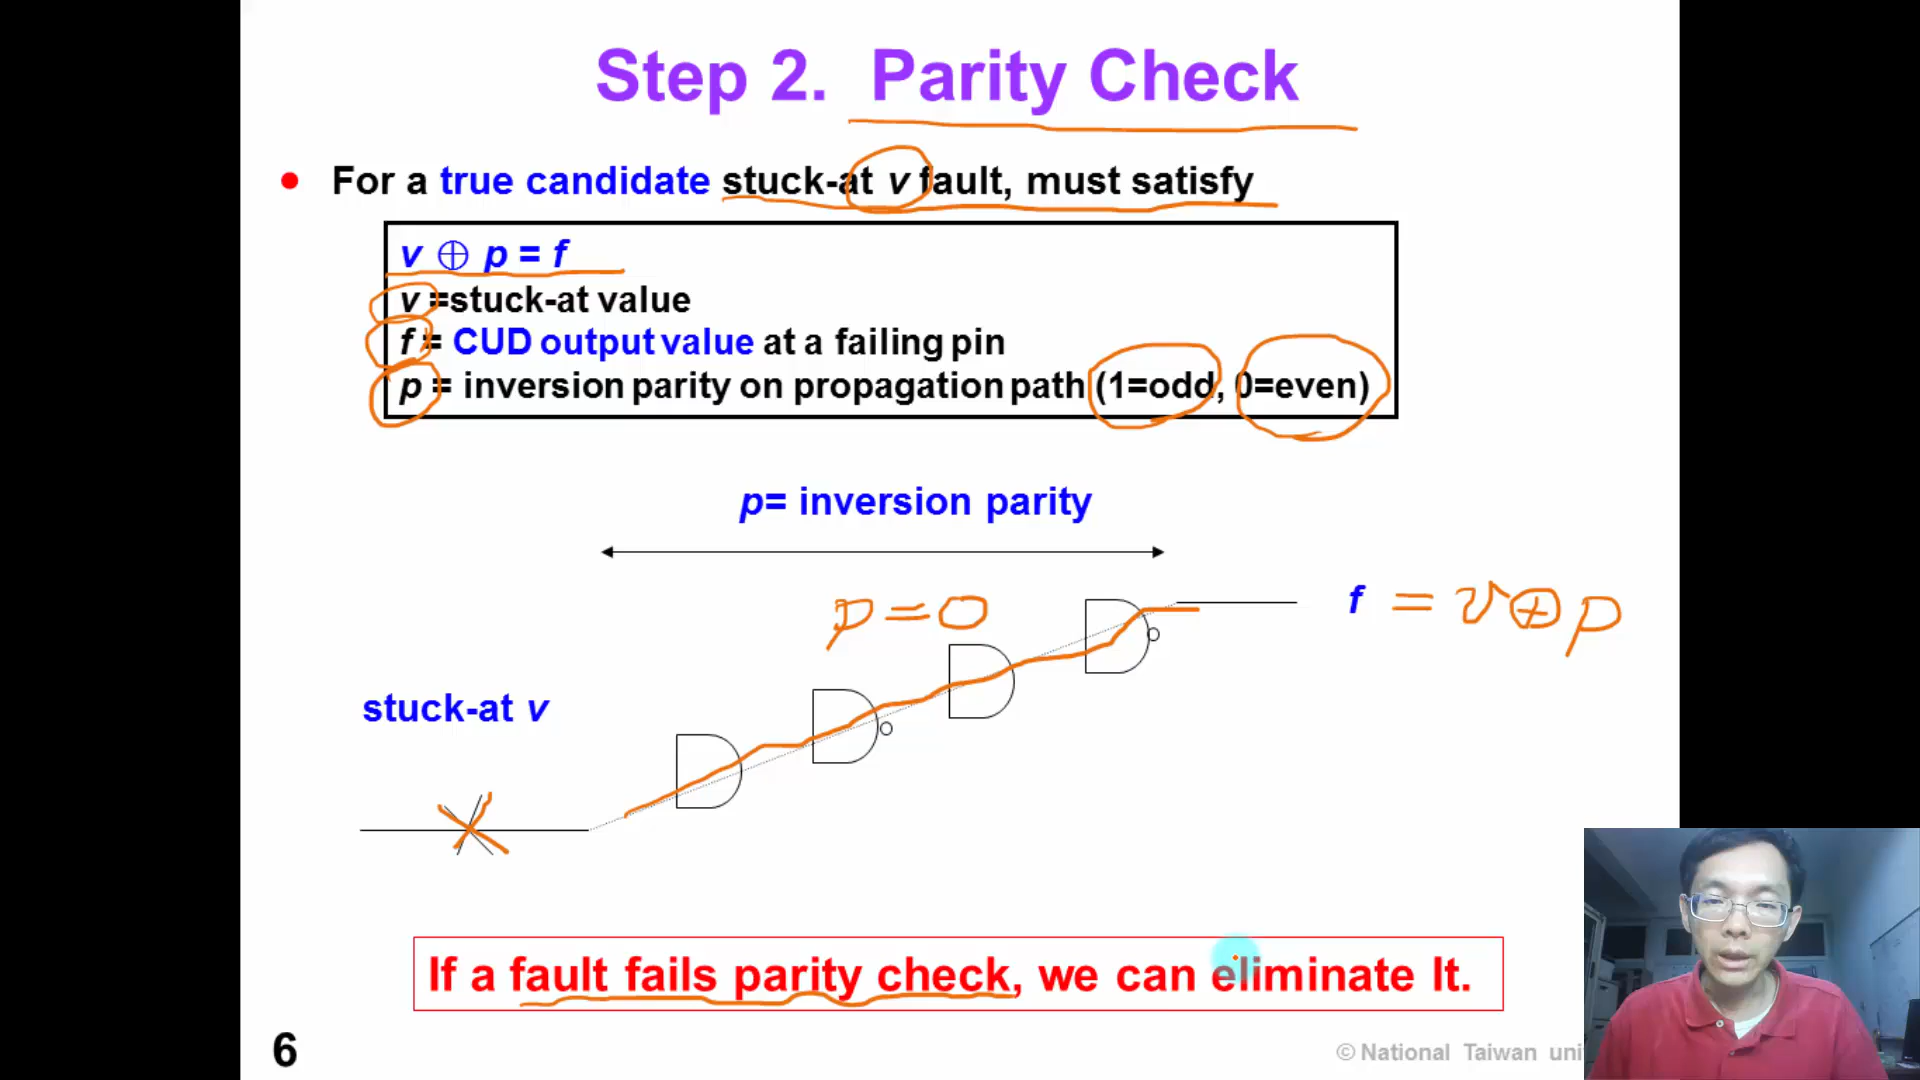 Step 2. Parity Check
• For a true candidate stuck-at v fault, must satisfy
v ⊕ p = f
v =stuck-at value
f = CUD output value at a failing pin
p = inversion parity on propagation path (1=odd, 0=even)
p= inversion parity
p = 0
f = v ⊕ p
stuck-at v
If a fault fails parity check, we can eliminate It.
6
© National Taiwan uni